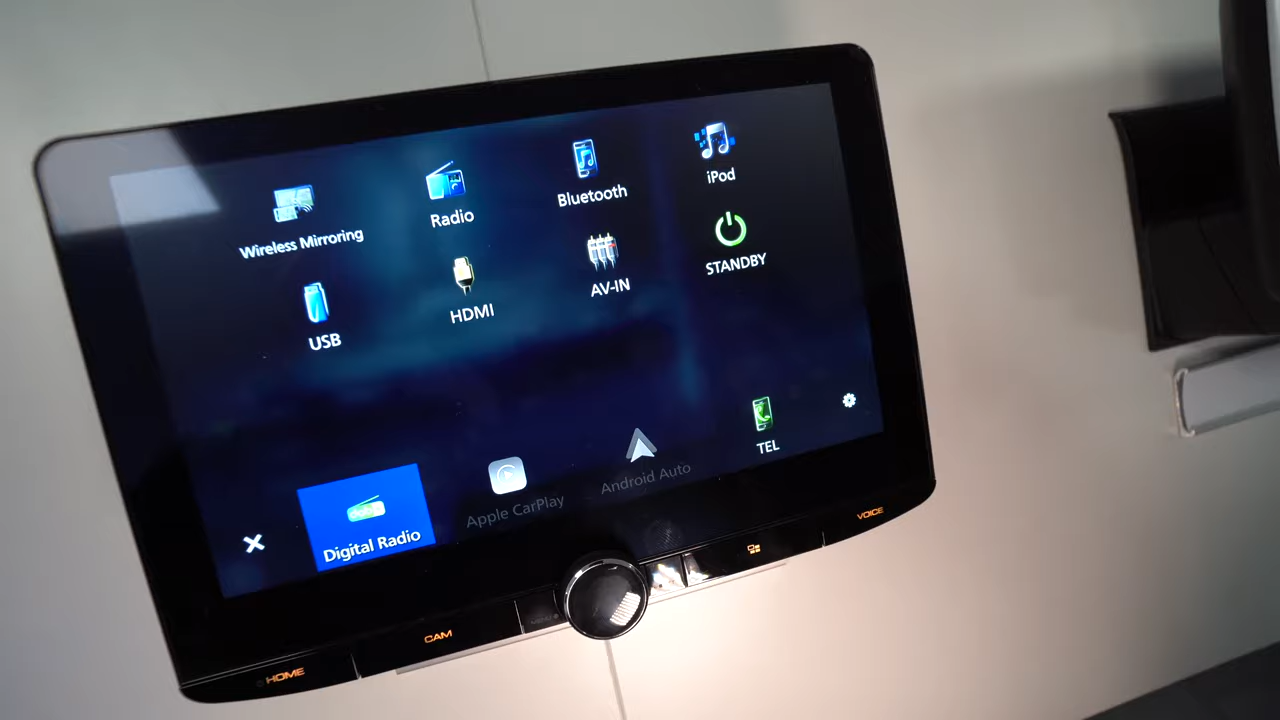 Wireless Mirroring
Radio
Bluetooth
iPod
USB
HDMI
AV-IN
STANDBY
Digital Radio
Apple CarPlay
Android Auto
TEL
HOME
CAM
VOICE